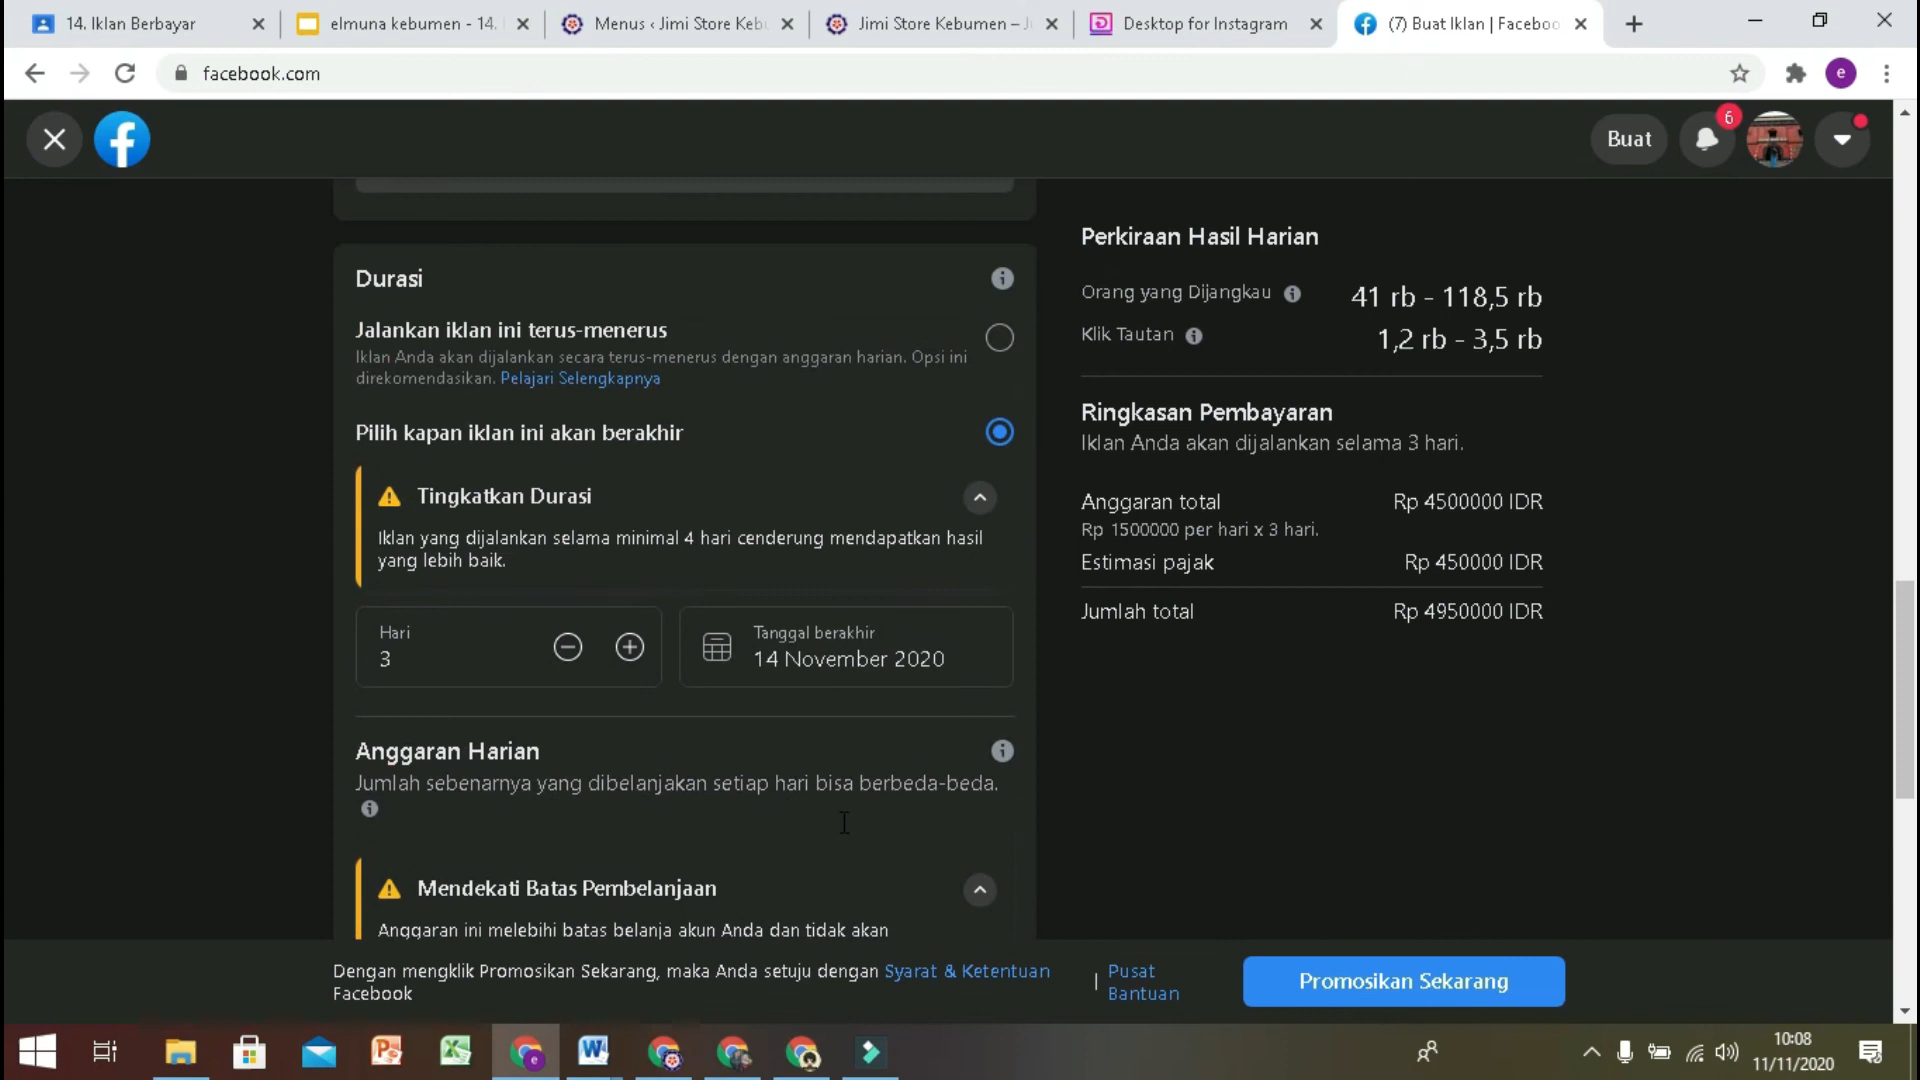 14. Iklan Berbayar
elmuna kebumen - 14.
Menus ‹ Jimi Store Keb
Jimi Store Kebumen –
Desktop for Instagram
(7) Buat Iklan | Faceboo
facebook.com
e
Buat
6
Durasi
Jalankan iklan ini terus-menerus
Iklan Anda akan dijalankan secara terus-menerus dengan anggaran harian. Opsi ini
direkomendasikan. Pelajari Selengkapnya
Pilih kapan iklan ini akan berakhir
Tingkatkan Durasi
Iklan yang dijalankan selama minimal 4 hari cenderung mendapatkan hasil
yang lebih baik.
Hari
3
Tanggal berakhir
14 November 2020
Anggaran Harian
Jumlah sebenarnya yang dibelanjakan setiap hari bisa berbeda-beda.
Mendekati Batas Pembelanjaan
Anggaran ini melebihi batas belanja akun Anda dan tidak akan
Perkiraan Hasil Harian
Orang yang Dijangkau 41 rb - 118,5 rb
Klik Tautan 1,2 rb - 3,5 rb
Ringkasan Pembayaran
Iklan Anda akan dijalankan selama 3 hari.
Anggaran total Rp 4500000 IDR
Rp 1500000 per hari x 3 hari.
Estimasi pajak Rp 450000 IDR
Jumlah total Rp 4950000 IDR
Dengan mengklik Promosikan Sekarang, maka Anda setuju dengan Syarat & Ketentuan
Facebook
| Pusat
Bantuan
Promosikan Sekarang
10:08
11/11/2020